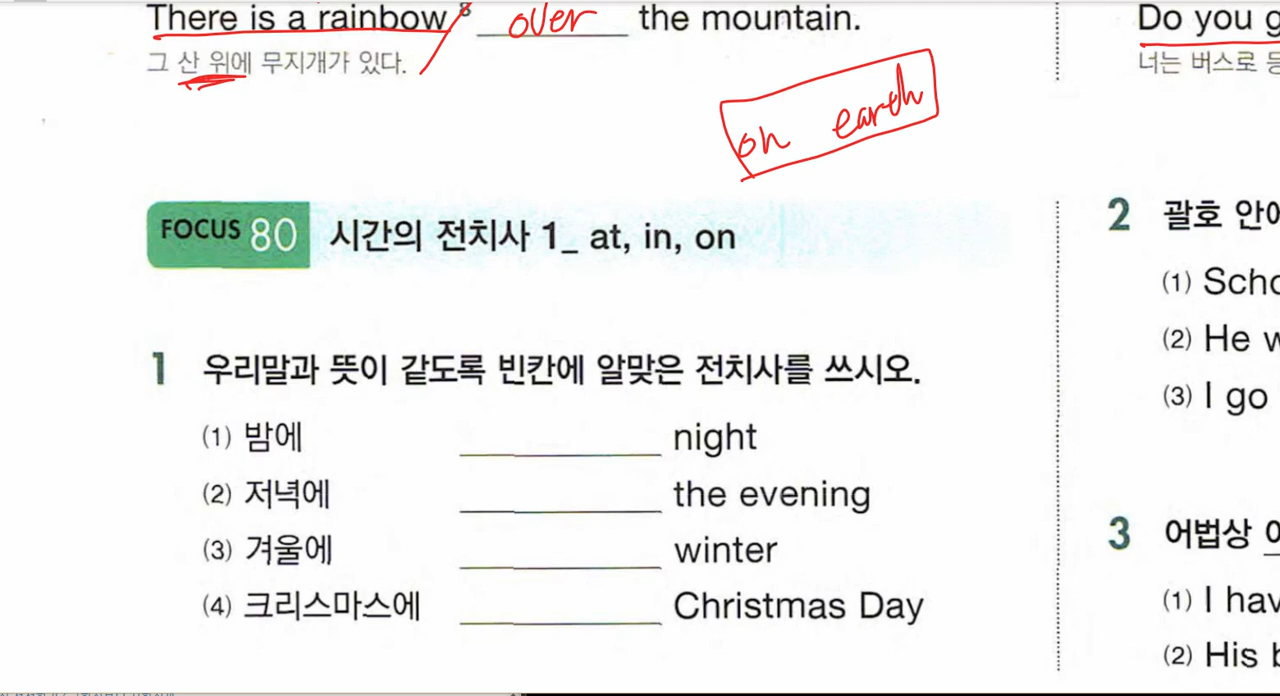 There is a rainbow 8 over the mountain.
그 산 위에 무지개가 있다.
on earth
FOCUS 80 시간의 전치사 1_ at, in, on
1 우리말과 뜻이 같도록 빈칸에 알맞은 전치사를 쓰시오.
(1) 밤에 night
(2) 저녁에 the evening
(3) 겨울에 winter
(4) 크리스마스에 Christmas Day
Do you g
너는 버스로 등
2 괄호 안에
(1) Scho
(2) He w
(3) I go
3 어법상 어
(1) I hav
(2) His b